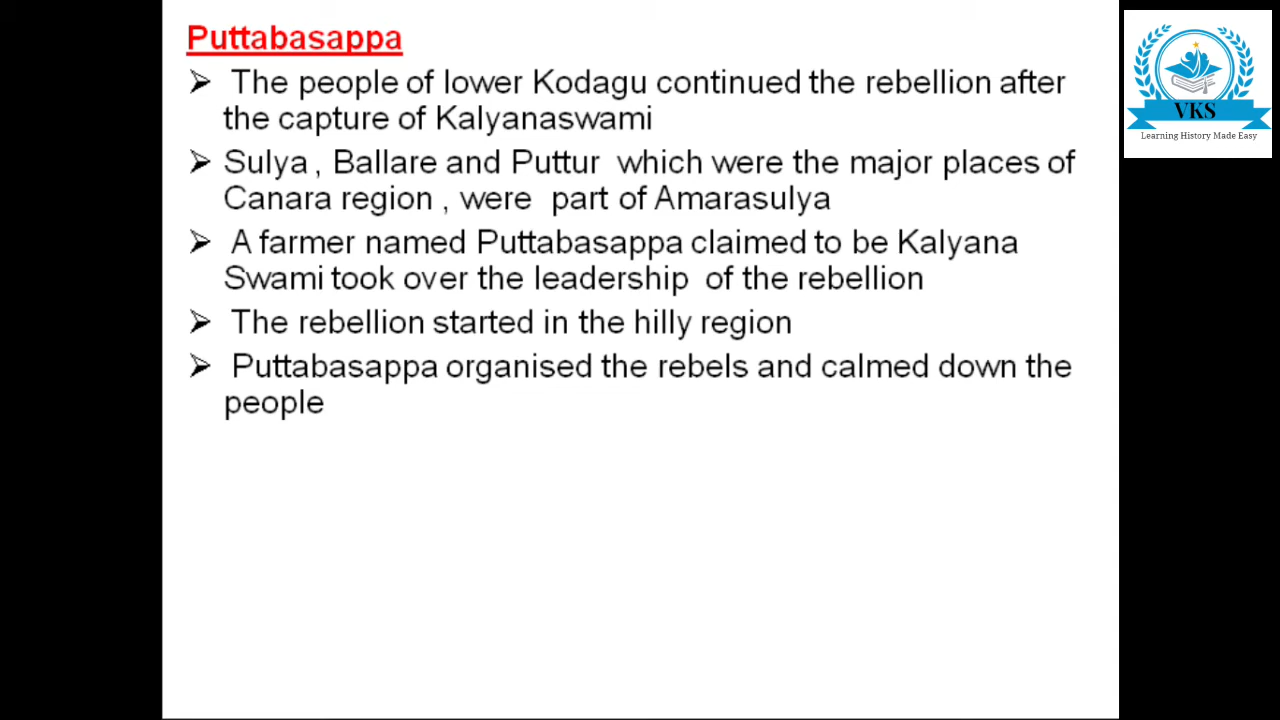 Puttabasappa
➢ The people of lower Kodagu continued the rebellion after
the capture of Kalyanaswami
➢ Sulya , Ballare and Puttur which were the major places of
Canara region , were part of Amarasulya
➢ A farmer named Puttabasappa claimed to be Kalyana
Swami took over the leadership of the rebellion
➢ The rebellion started in the hilly region
➢ Puttabasappa organised the rebels and calmed down the
people
VKS
Learning History Made Easy